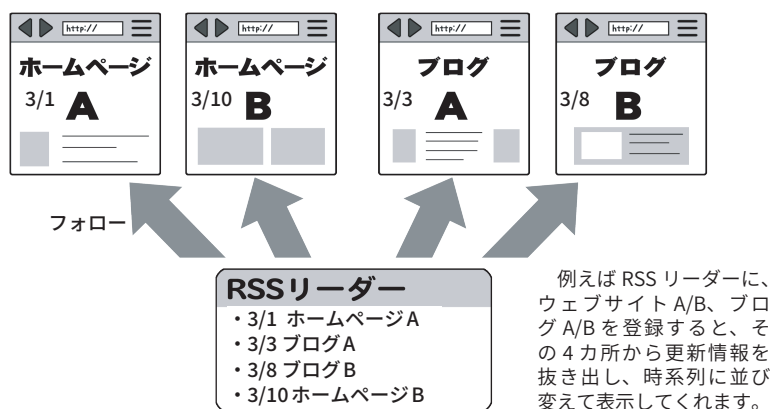 http://
http://
http://
http://
ホームページ
ホームページ
ブログ
ブログ
3/1 A
3/10 B
3/3 A
3/8 B
フォロー
RSSリーダー
・3/1 ホームページA
・3/3 ブログA
・3/8 ブログB
・3/10ホームページB
例えば RSS リーダーに、
ウェブサイト A/B、ブロ
グ A/B を登録すると、そ
の 4 カ所から更新情報を
抜き出し、時系列に並び
変えて表示してくれます。